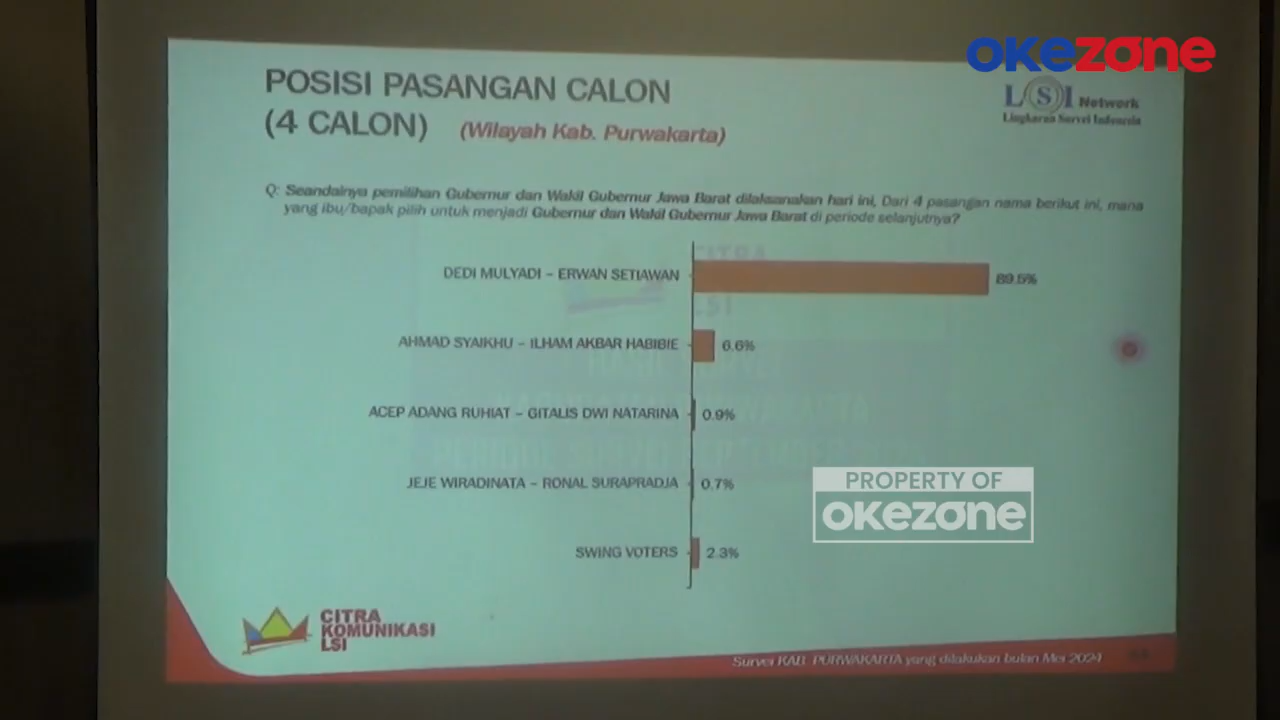 okezone
POSISI PASANGAN CALON
(4 CALON) (Wilayah Kab. Purwakarta)
LSI Network
Lingkaran Survei Indonesia
Q: Seandainya pemilihan Gubernur dan Wakil Gubernur Jawa Barat dilaksanakan hari ini, Dari 4 pasangan nama berikut ini, mana
yang ibu/bapak pilih untuk menjadi Gubernur dan Wakil Gubernur Jawa Barat di periode selanjutnya?
DEDI MULYADI – ERWAN SETIAWAN 89.5%
AHMAD SYAIKHU – ILHAM AKBAR HABIBIE 6.6%
ACEP ADANG RUHIAT – GITALIS DWI NATARINA 0.9%
JEJE WIRADINATA – RONAL SURAPRADJA 0.7%
SWING VOTERS 2.3%
PROPERTY OF
okezone
CITRA
KOMUNIKASI
LSI
Survei KAB. PURWAKARTA yang dilakukan bulan Mei 2024